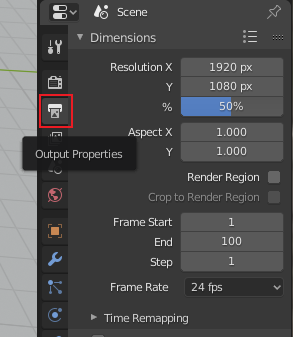 Scene
Dimensions
Resolution X 1920 px
Y 1080 px
% 50%
Aspect X 1.000
Y 1.000
Output Properties
Render Region
Crop to Render Region
Frame Start 1
End 100
Step 1
Frame Rate 24 fps
Time Remapping